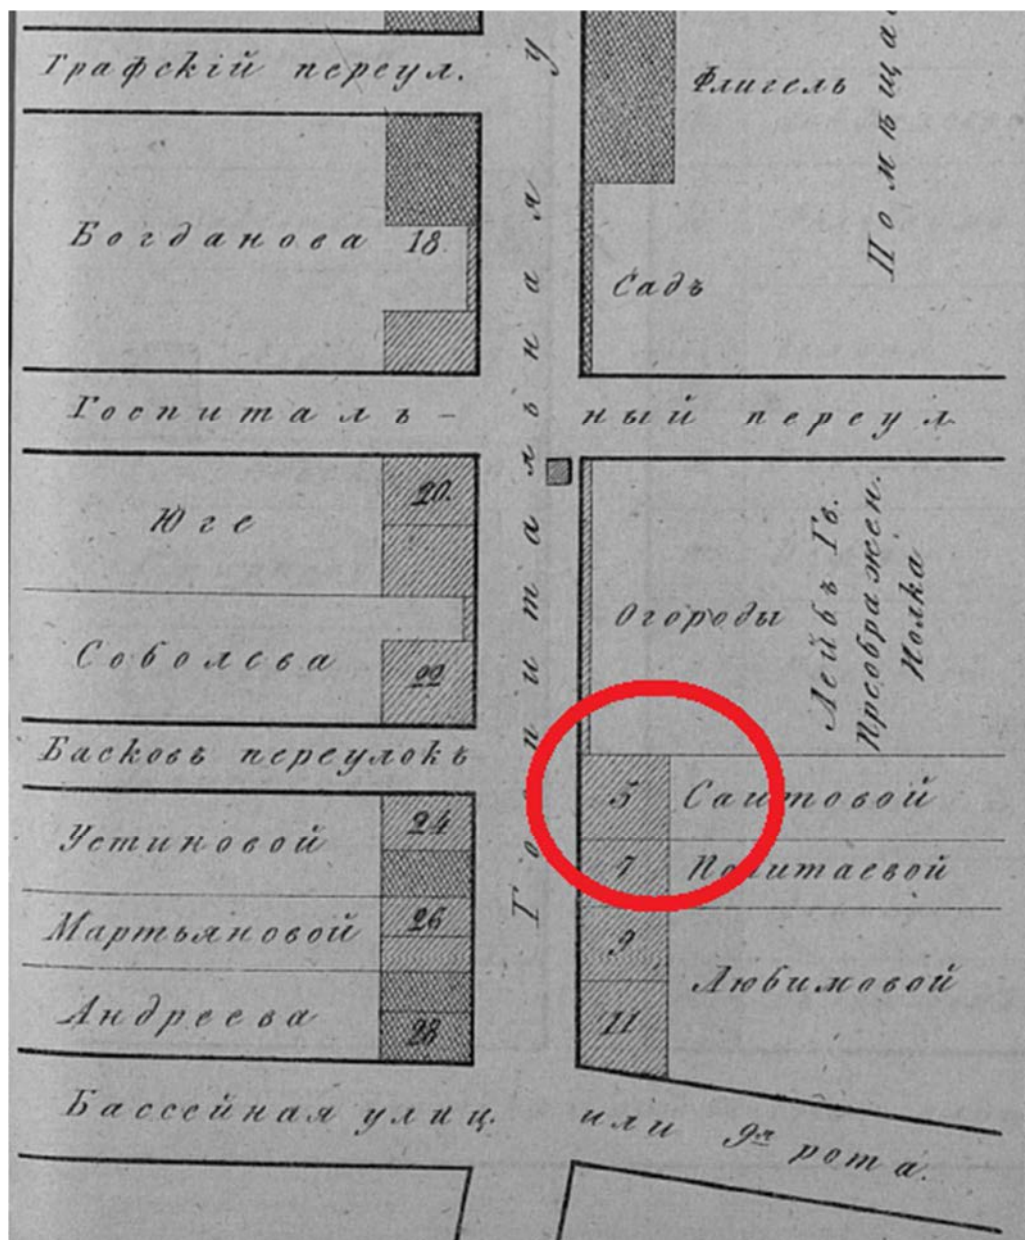 Графскій переул.
Флигель
Помѣща
Богданова 18.
Садъ
Госпиталь-
ный переул
20.
Юге
Огороды
Лейбъ Гв.
Преображен.
Полка
Соболева
22
Басковъ переулокъ
Госпитальная у
5 Саитовой
Устиновой 24
7
Мартьяновой 26
9
Любимовой
Андреева 28
11
Бассейная улиц. или 9я рота.